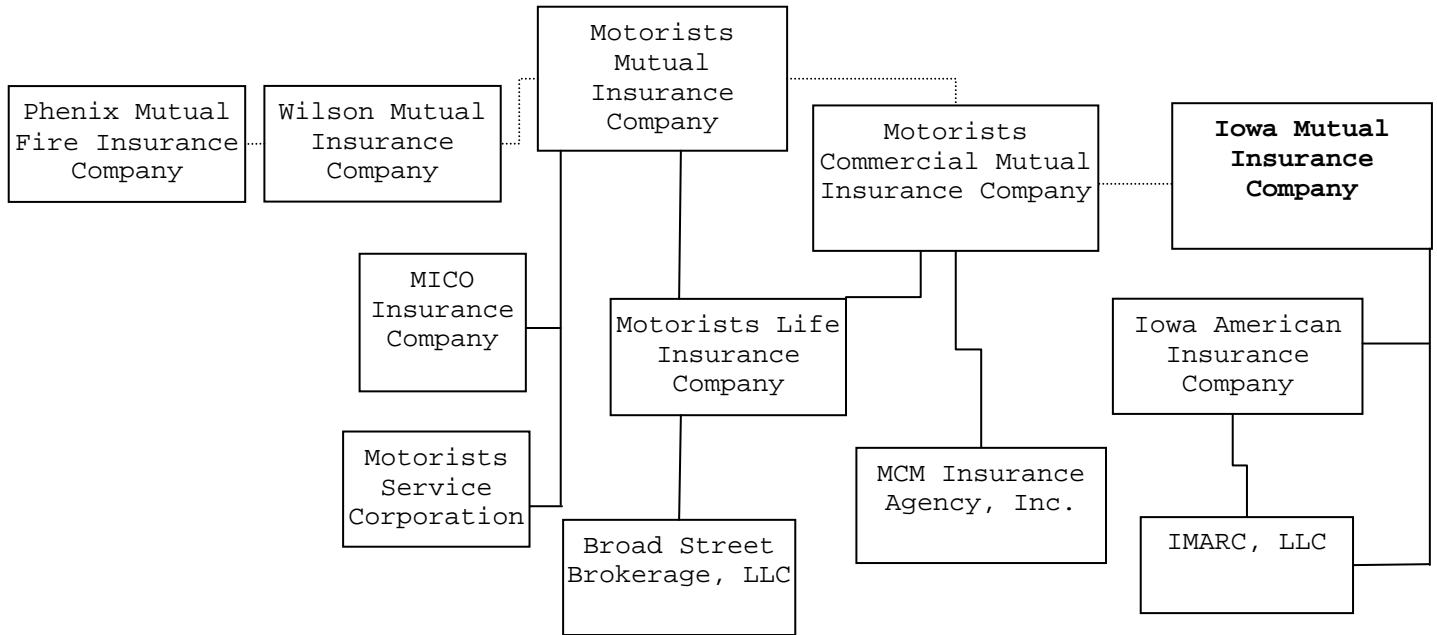 Motorists
Mutual
Insurance
Company
Phenix Mutual
Fire Insurance
Company
Wilson Mutual
Insurance
Company
Motorists
Commercial Mutual
Insurance Company
Iowa Mutual
Insurance
Company
MICO
Insurance
Company
Motorists Life
Insurance
Company
Iowa American
Insurance
Company
Motorists
Service
Corporation
MCM Insurance
Agency, Inc.
Broad Street
Brokerage, LLC
IMARC, LLC